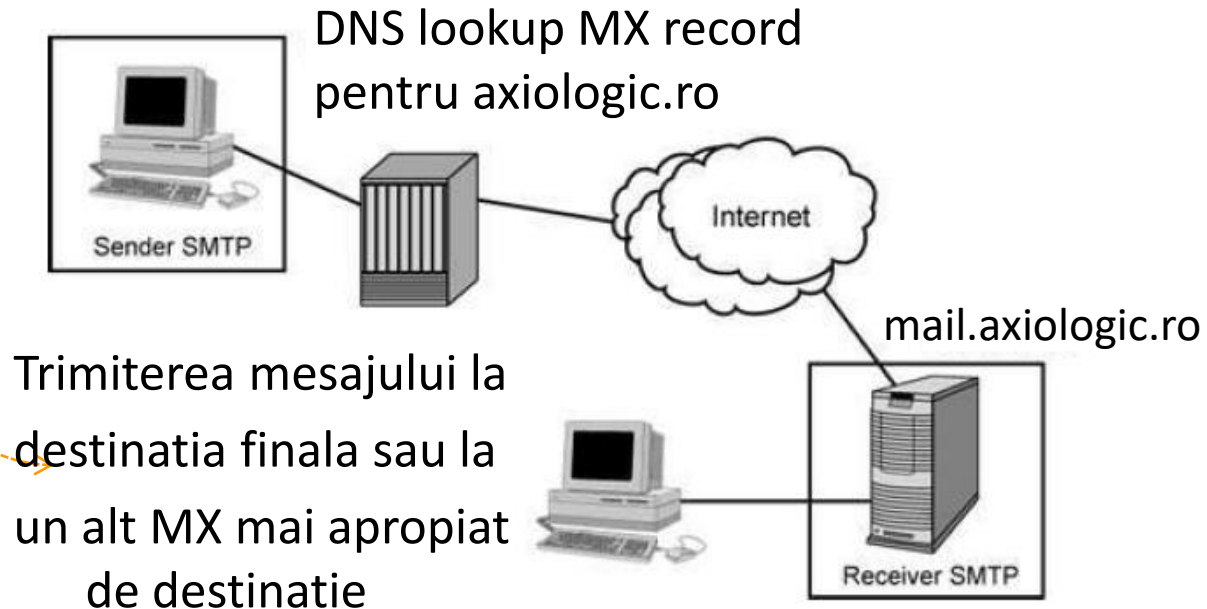 DNS lookup MX record
pentru axiologic.ro
Sender SMTP
Internet
mail.axiologic.ro
Trimiterea mesajului la
destinatia finala sau la
un alt MX mai apropiat
de destinatie
Receiver SMTP